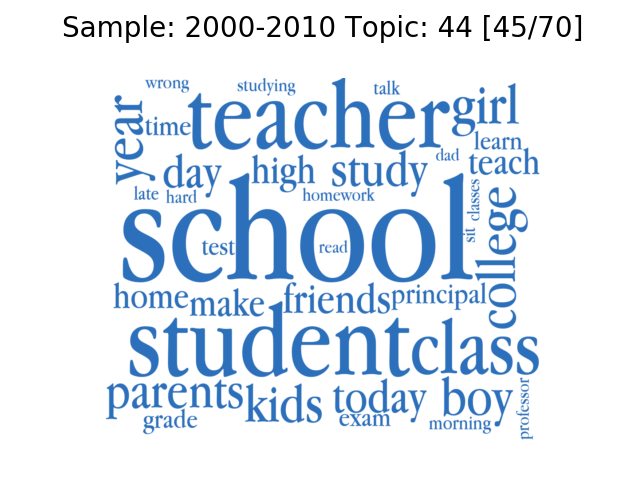 Sample: 2000-2010 Topic: 44 [45/70]
wrong studying talk
year time teacher girl
learn
day high study dad teach
late hard homework classes
school test read sit college
home make friends principal
student class
parents kids today boy professor
grade exam morning